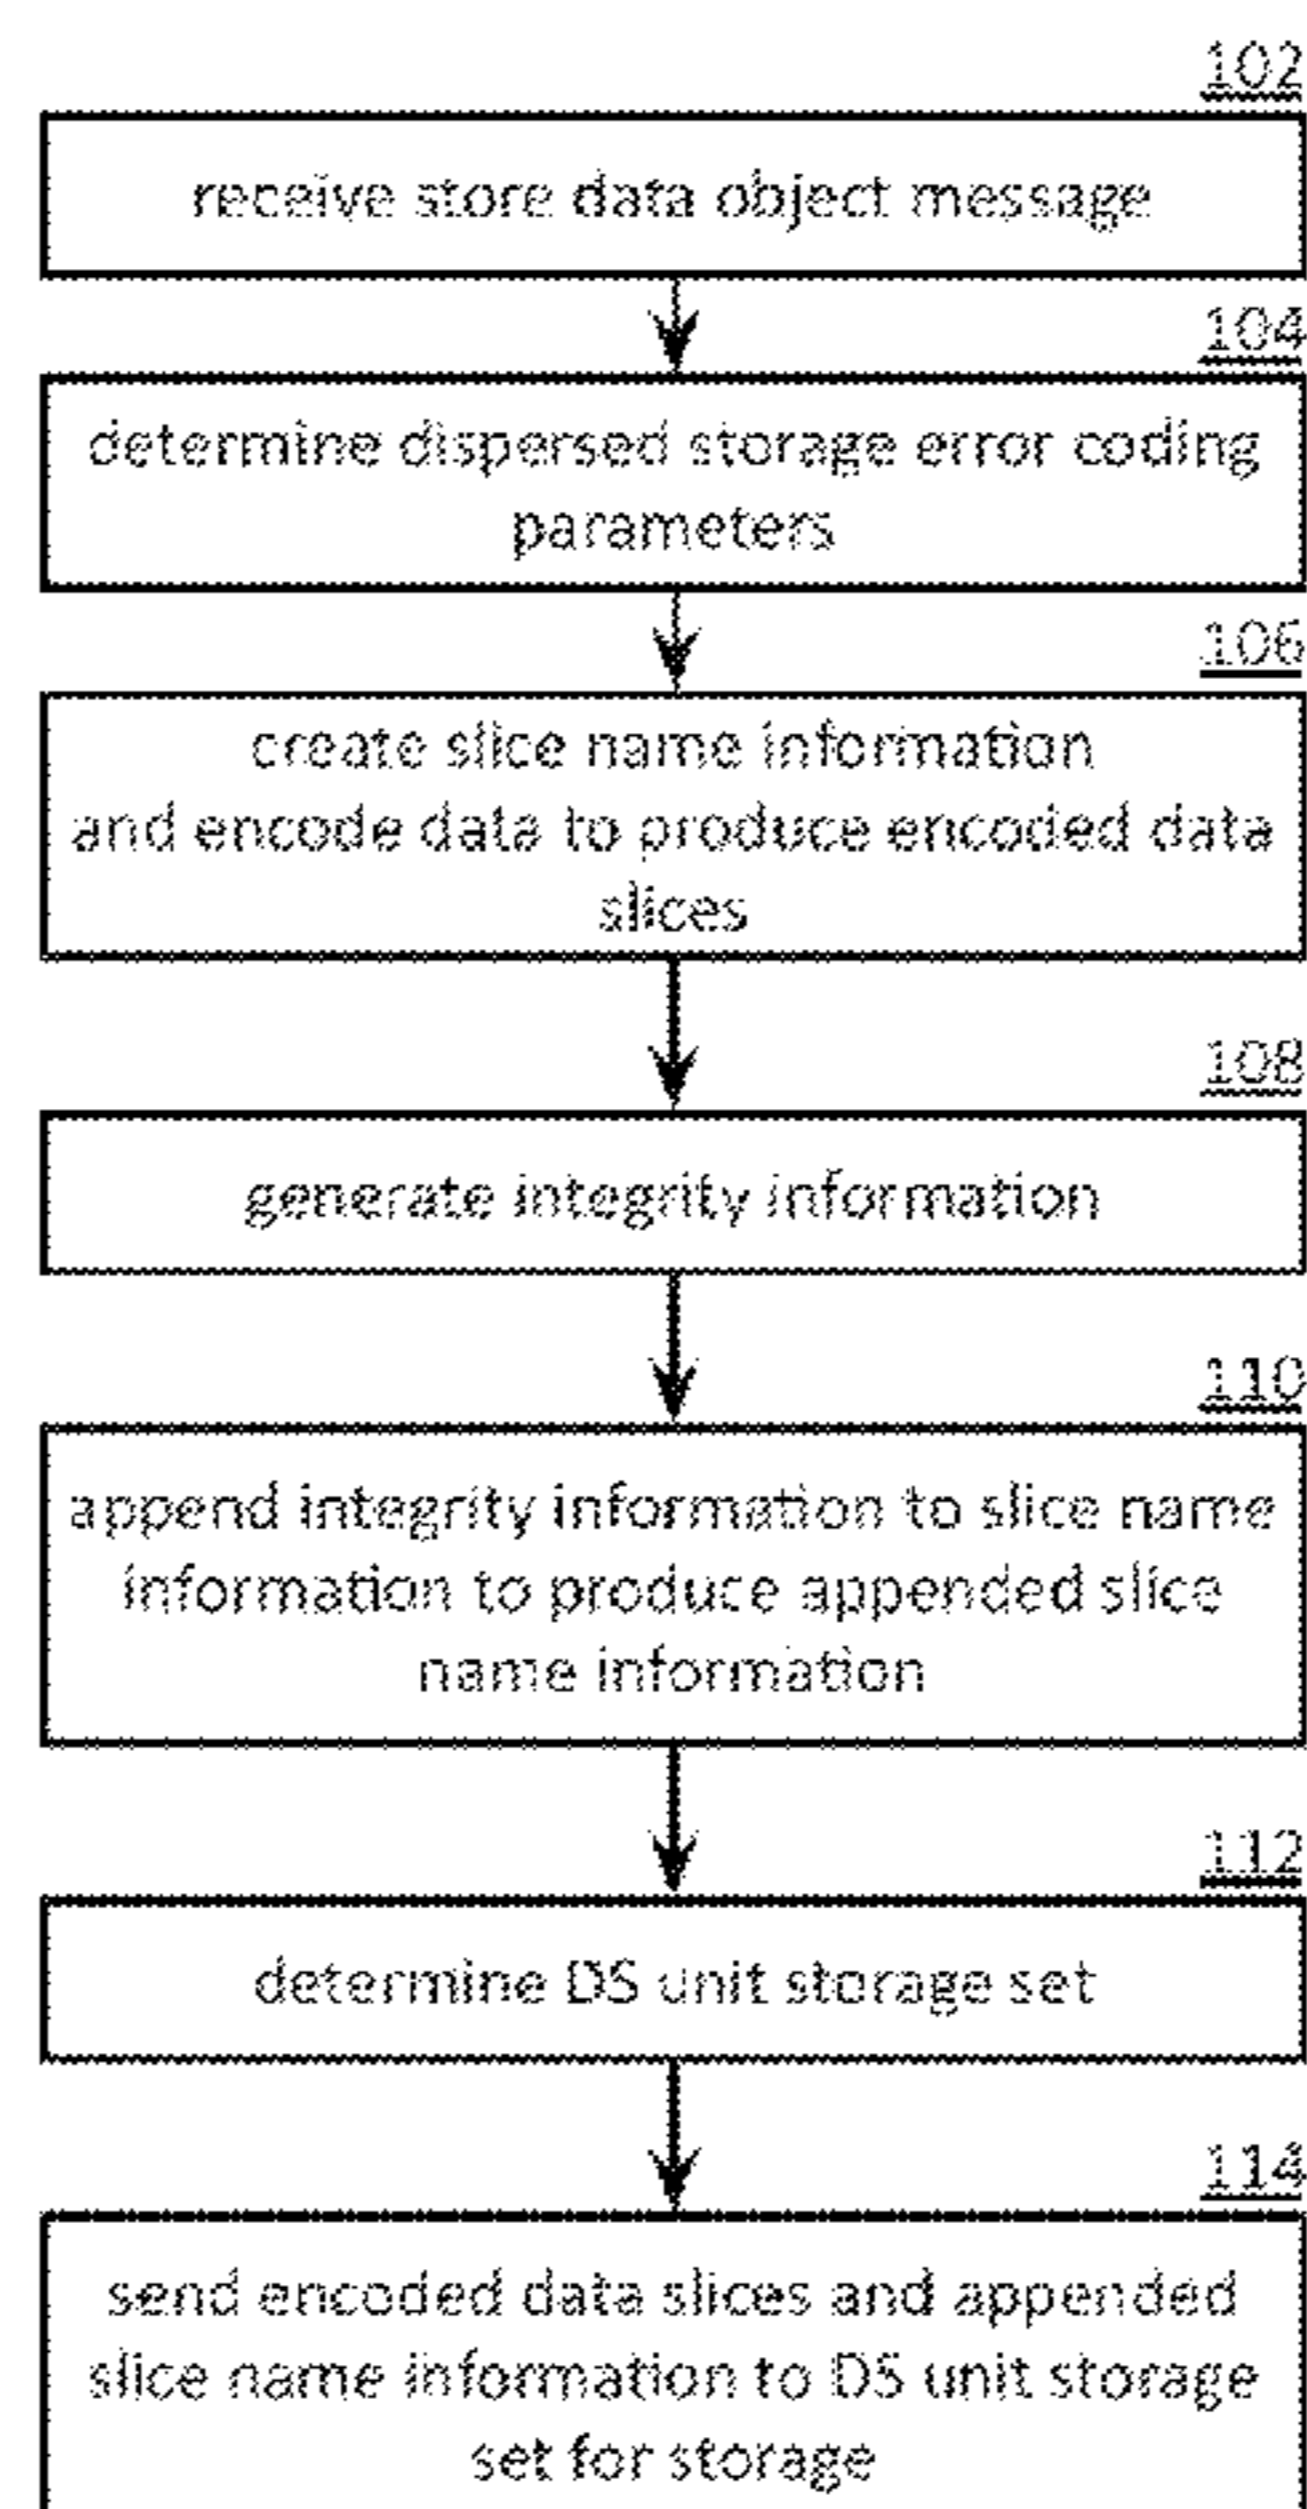 102
receive store data object message
104
determine dispersed storage error coding
parameters
106
create slice name information
and encode data to produce encoded data
slices
108
generate integrity information
110
append integrity information to slice name
information to produce appended slice
name information
112
determine DS unit storage set
114
send encoded data slices and appended
slice name information to DS unit storage
set for storage